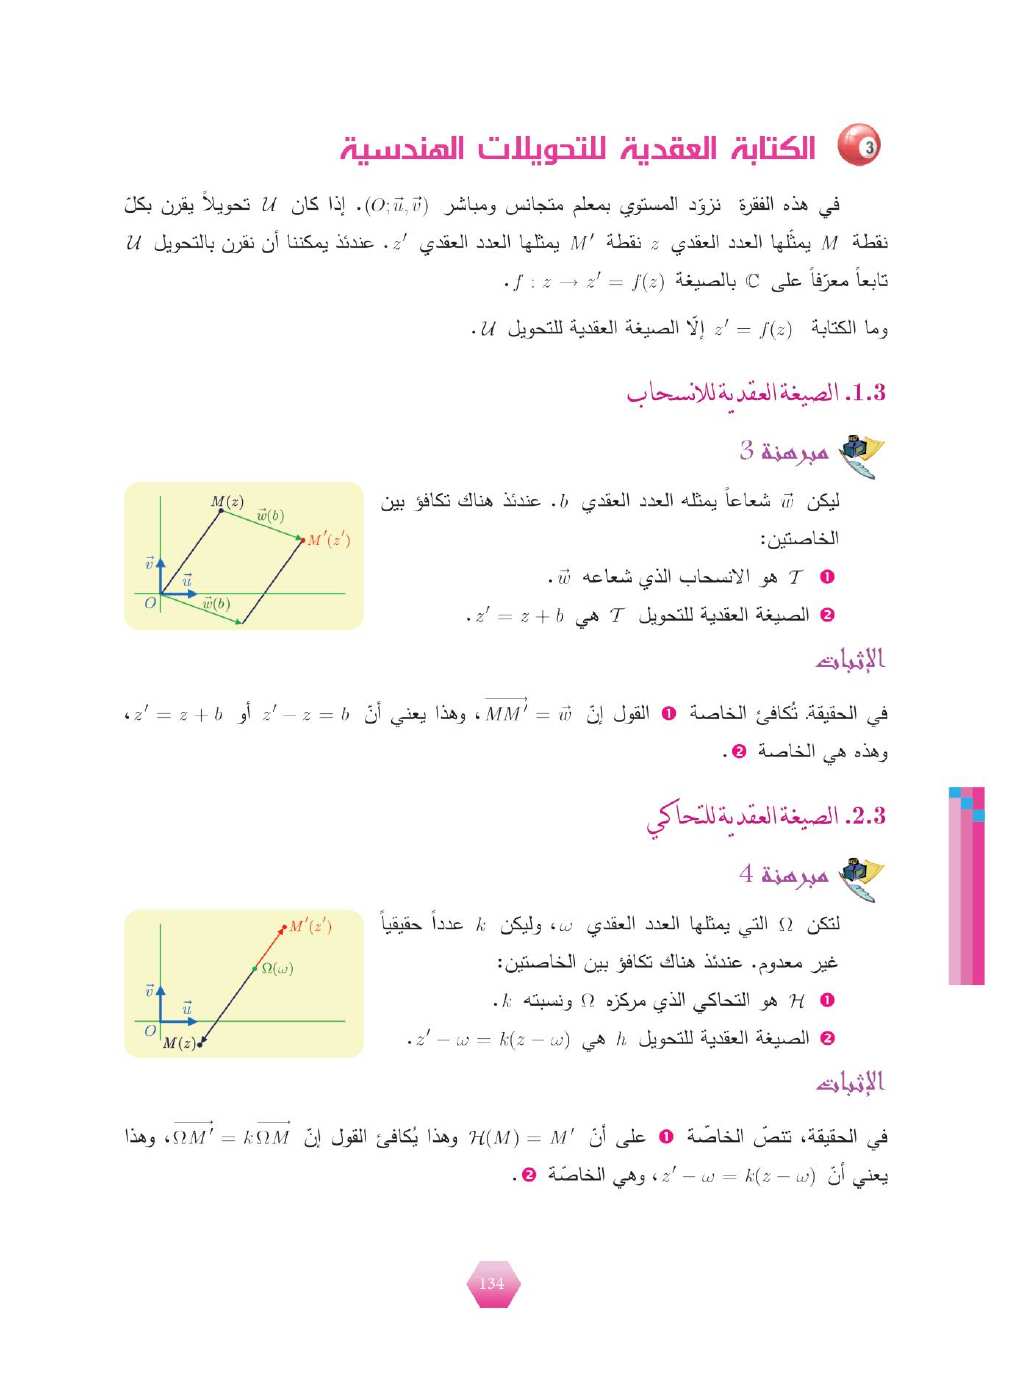 3 الكتابة العقدية للتحويلات الهندسية
في هذه الفقرة نزوّد المستوي بمعلم متجانس ومباشر (O; u⃗, v⃗). إذا كان 𝒰 تحويلاً يقرن بكلّ
نقطة M يمثّلها العدد العقدي z نقطة M′ يمثلها العدد العقدي z′. عندئذ يمكننا أن نقرن بالتحويل 𝒰
تابعاً معرّفاً على ℂ بالصيغة f : z → z′ = f(z).
وما الكتابة z′ = f(z) إلّا الصيغة العقدية للتحويل 𝒰.
1.3. الصيغة العقدية للانسحاب
مبرهنة 3
ليكن w⃗ شعاعاً يمثله العدد العقدي b. عندئذ هناك تكافؤ بين
الخاصتين:
❶ 𝒯 هو الانسحاب الذي شعاعه w⃗.
❷ الصيغة العقدية للتحويل 𝒯 هي z′ = z + b.
M(z)
w⃗(b)
M′(z′)
v⃗
u⃗
O
w⃗(b)
الإثبات
في الحقيقة. تُكافئ الخاصة ❶ القول إنّ MM′⃗ = w⃗، وهذا يعني أنّ z′ − z = b أو z′ = z + b،
وهذه هي الخاصة ❷.
2.3. الصيغة العقدية للتحاكي
مبرهنة 4
لتكن Ω التي يمثلها العدد العقدي ω، وليكن k عدداً حقيقياً
غير معدوم. عندئذ هناك تكافؤ بين الخاصتين:
❶ ℋ هو التحاكي الذي مركزه Ω ونسبته k.
❷ الصيغة العقدية للتحويل h هي z′ − ω = k(z − ω).
M′(z′)
Ω(ω)
v⃗
u⃗
O
M(z)
الإثبات
في الحقيقة، تنصّ الخاصّة ❶ على أنّ ℋ(M) = M′ وهذا يُكافئ القول إنّ ΩM′⃗ = kΩM⃗، وهذا
يعني أنّ z′ − ω = k(z − ω)، وهي الخاصّة ❷.
134